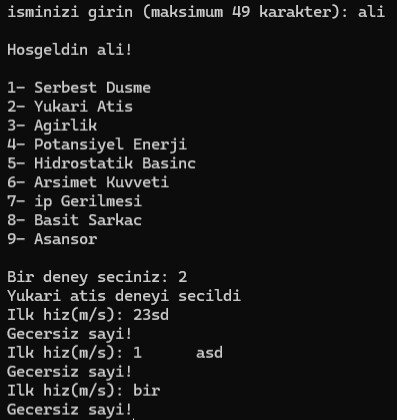 isminizi girin (maksimum 49 karakter): ali
Hosgeldin ali!
1- Serbest Dusme
2- Yukari Atis
3- Agirlik
4- Potansiyel Enerji
5- Hidrostatik Basinc
6- Arsimet Kuvveti
7- ip Gerilmesi
8- Basit Sarkac
9- Asansor
Bir deney seciniz: 2
Yukari atis deneyi secildi
Ilk hiz(m/s): 23sd
Gecersiz sayi!
Ilk hiz(m/s): 1      asd
Gecersiz sayi!
Ilk hiz(m/s): bir
Gecersiz sayi!